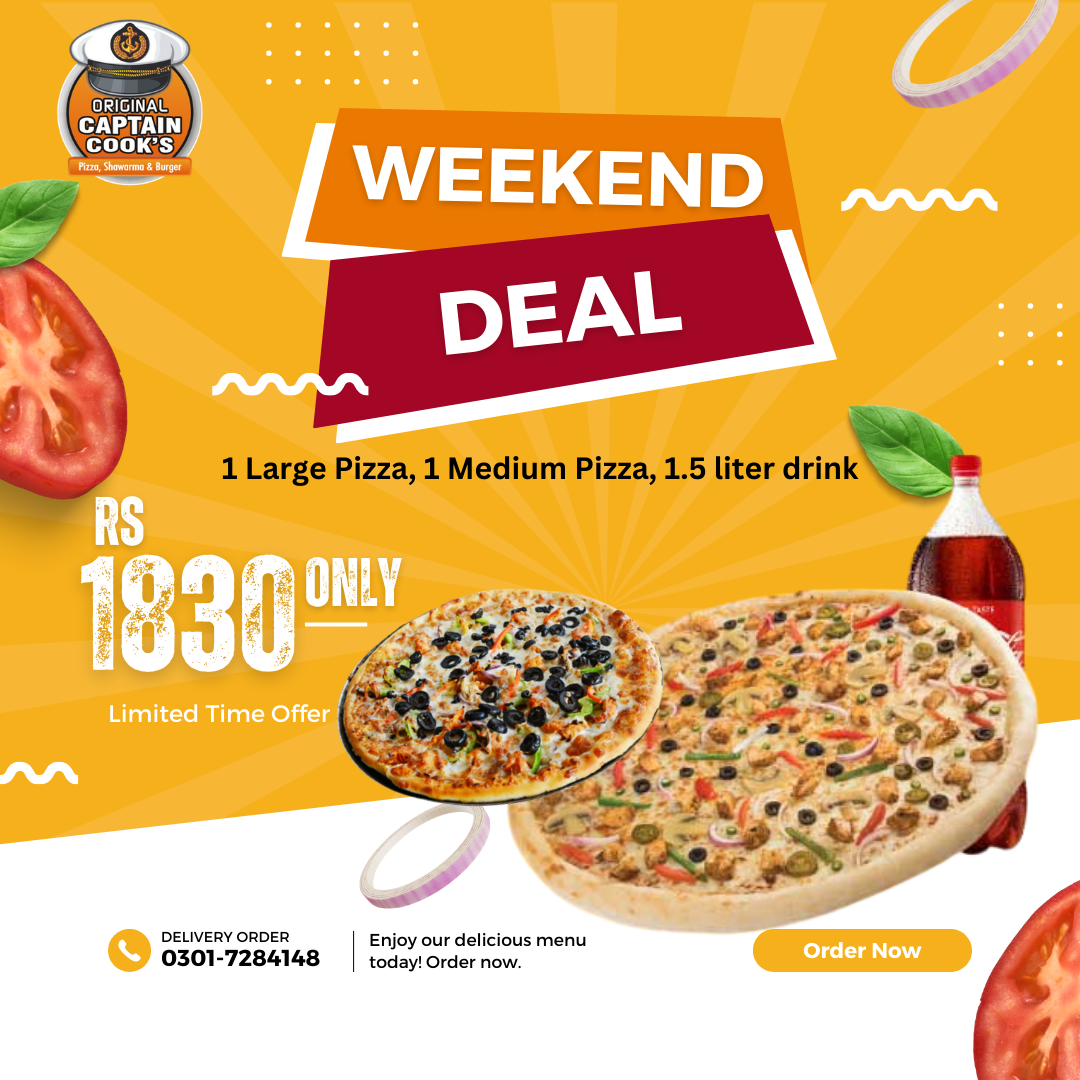 ORIGINAL
CAPTAIN
COOK'S
Pizza, Shawarma & Burger
WEEKEND
DEAL
1 Large Pizza, 1 Medium Pizza, 1.5 liter drink
RS
1830 ONLY
Limited Time Offer
TASTE
DELIVERY ORDER
0301-7284148
Enjoy our delicious menu
today! Order now.
Order Now